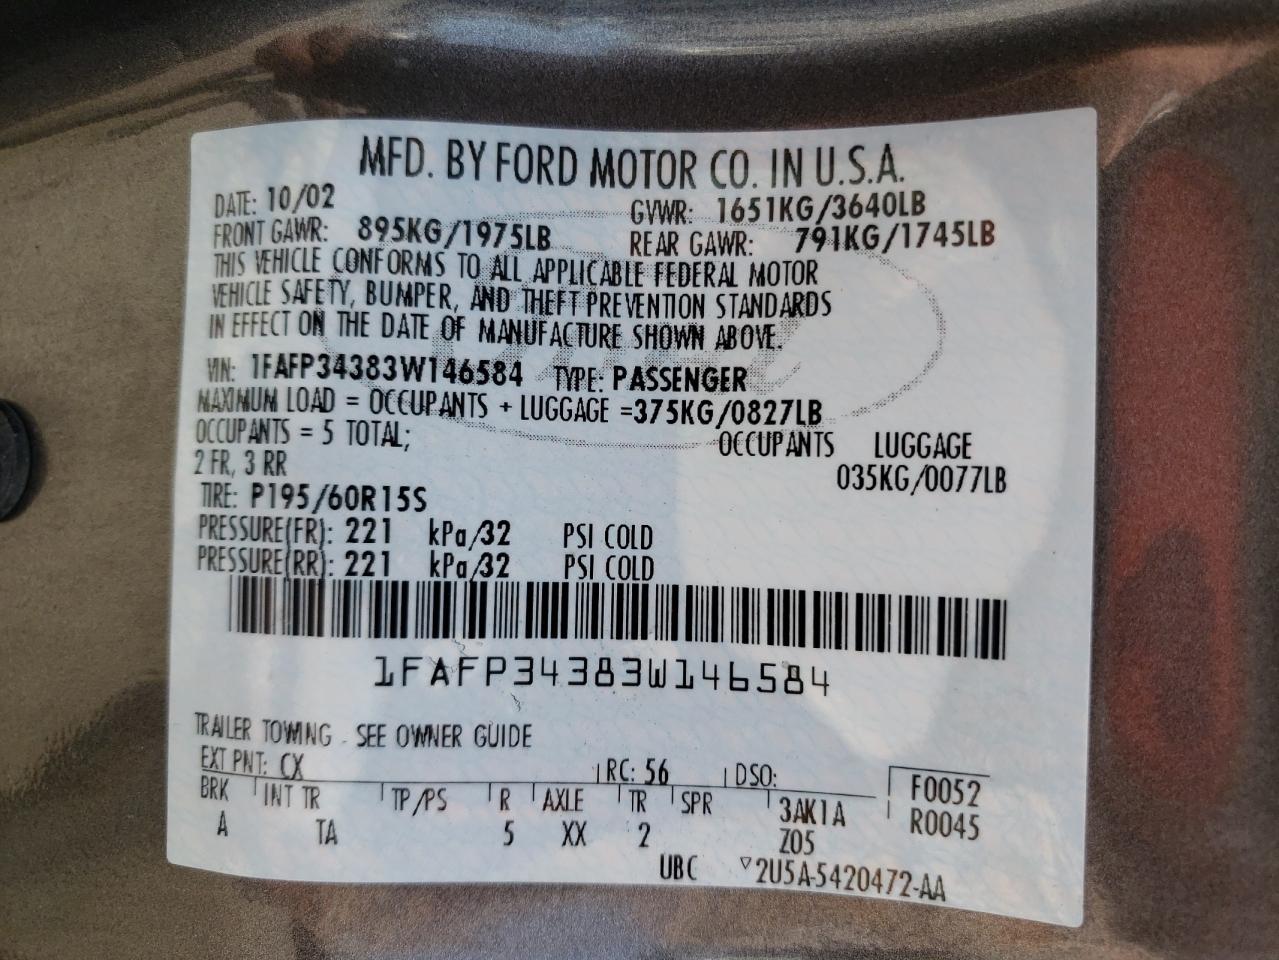 MFD. BY FORD MOTOR CO. IN U.S.A.
DATE: 10/02 GVWR: 1651KG/3640LB
FRONT GAWR: 895KG/1975LB REAR GAWR: 791KG/1745LB
THIS VEHICLE CONFORMS TO ALL APPLICABLE FEDERAL MOTOR
VEHICLE SAFETY, BUMPER, AND THEFT PREVENTION STANDARDS
IN EFFECT ON THE DATE OF MANUFACTURE SHOWN ABOVE.
VIN: 1FAFP34383W146584 TYPE: PASSENGER
MAXIMUM LOAD = OCCUPANTS + LUGGAGE =375KG/0827LB
OCCUPANTS = 5 TOTAL; OCCUPANTS LUGGAGE
2 FR, 3 RR 035KG/0077LB
TIRE: P195/60R15S
PRESSURE(FR): 221 kPa/32 PSI COLD
PRESSURE(RR): 221 kPa/32 PSI COLD
1FAFP34383W146584
TRAILER TOWING - SEE OWNER GUIDE
EXT PNT: CX RC: 56 DSO: F0052
BRK INT TR TP/PS R AXLE TR SPR 3AK1A R0045
A TA 5 XX 2 Z05
UBC ▽2U5A-5420472-AA